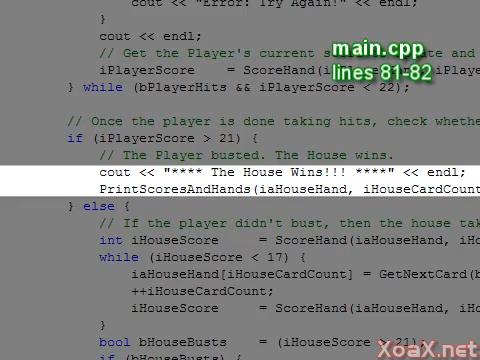 cout << "Error: Try Again!" << endl;
}
cout << endl;
// Get the Player's current s ate and
iPlayerScore = ScoreHand(i iPlayer
} while (bPlayerHits && iPlayerScore < 22);
main.cpp
lines 81-82
// Once the player is done taking hits, check whethe
if (iPlayerScore > 21) {
// The Player busted. The House wins.
cout << "**** The House Wins!!! ****" << endl;
PrintScoresAndHands(iaHouseHand, iHouseCardCount
} else {
// If the player didn't bust, then the house tak
int iHouseScore = ScoreHand(iaHouseHand, iHo
while (iHouseScore < 17) {
iaHouseHand[iHouseCardCount] = GetNextCard(b
++iHouseCardCount;
iHouseScore = ScoreHand(iaHouseHand, iHo
}
bool bHouseBusts = (iHouseScore > 21);
if (bHouseBusts) {
XoaX.net